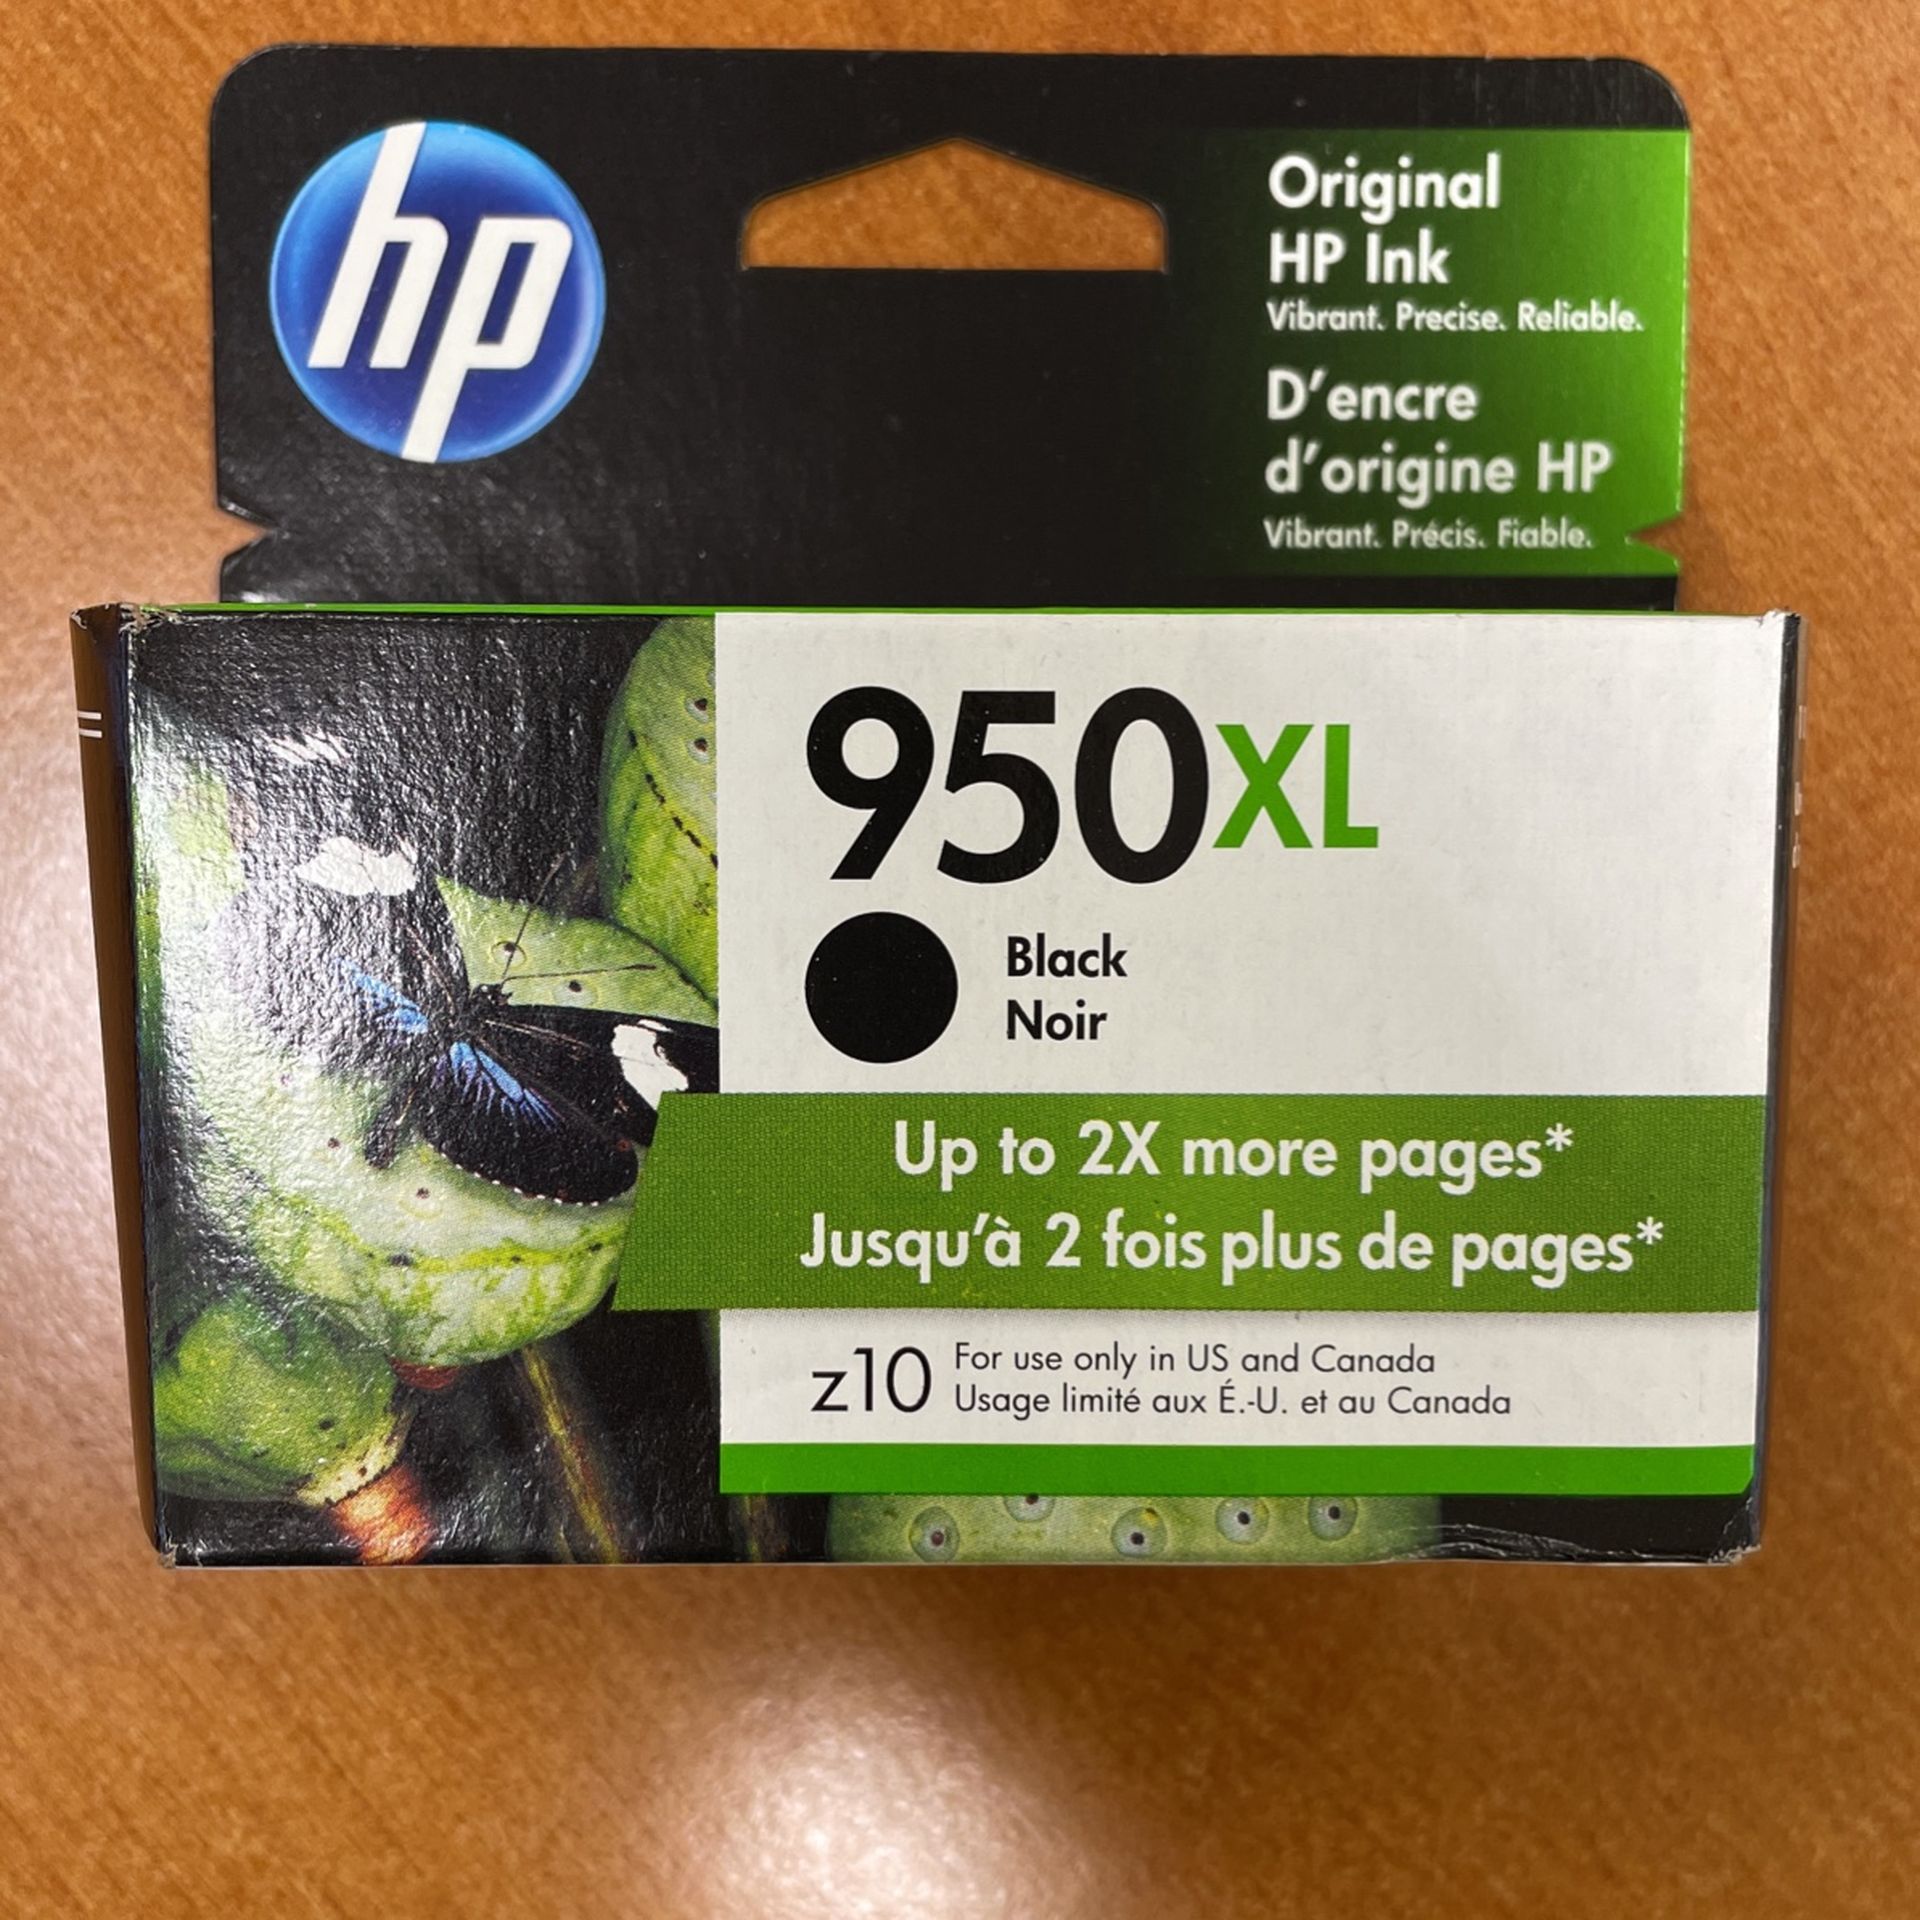 hp
Original
HP Ink
Vibrant. Precise. Reliable.
D'encre
d'origine HP
Vibrant. Précis. Fiable.
950XL
Black
Noir
Up to 2X more pages*
Jusqu'à 2 fois plus de pages*
z10
For use only in US and Canada
Usage limité aux É.-U. et au Canada